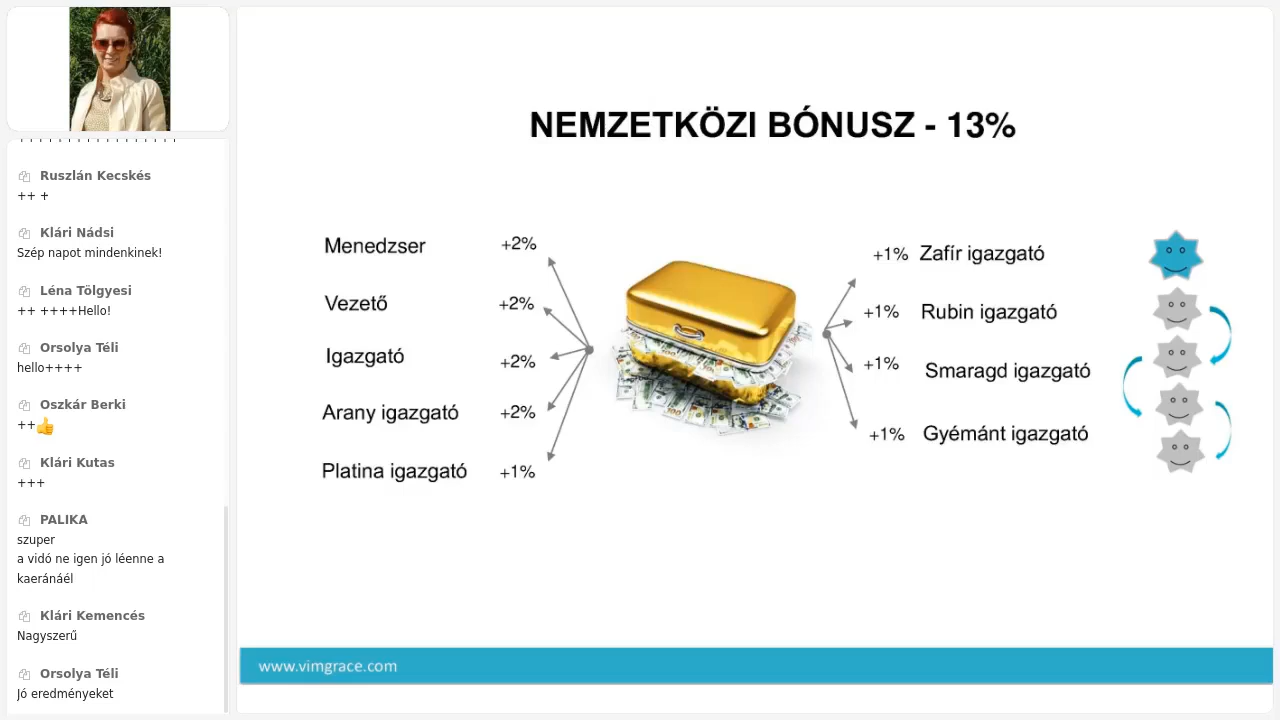 Ruszlán Kecskés
++ +
Klári Nádsi
Szép napot mindenkinek!
Léna Tölgyesi
++ ++++Hello!
Orsolya Téli
hello++++
Oszkár Berki
++👍
Klári Kutas
+++
PALIKA
szuper
a vidó ne igen jó léenne a
kaeránáél
Klári Kemencés
Nagyszerű
Orsolya Téli
Jó eredményeket
NEMZETKÖZI BÓNUSZ - 13%
Menedzser +2%
Vezető +2%
Igazgató +2%
Arany igazgató +2%
Platina igazgató +1%
+1% Zafír igazgató
+1% Rubin igazgató
+1% Smaragd igazgató
+1% Gyémánt igazgató
www.vimgrace.com